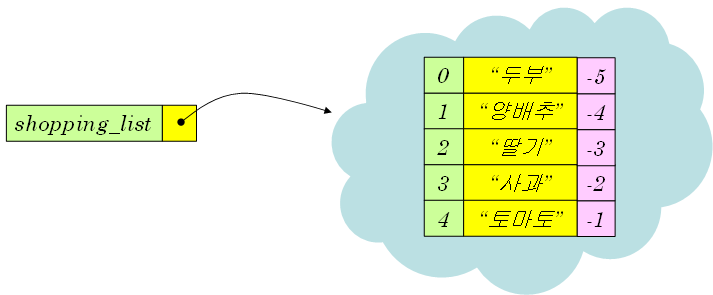 shopping_list
0 “두부” -5
1 “양배추” -4
2 “딸기” -3
3 “사과” -2
4 “토마토” -1